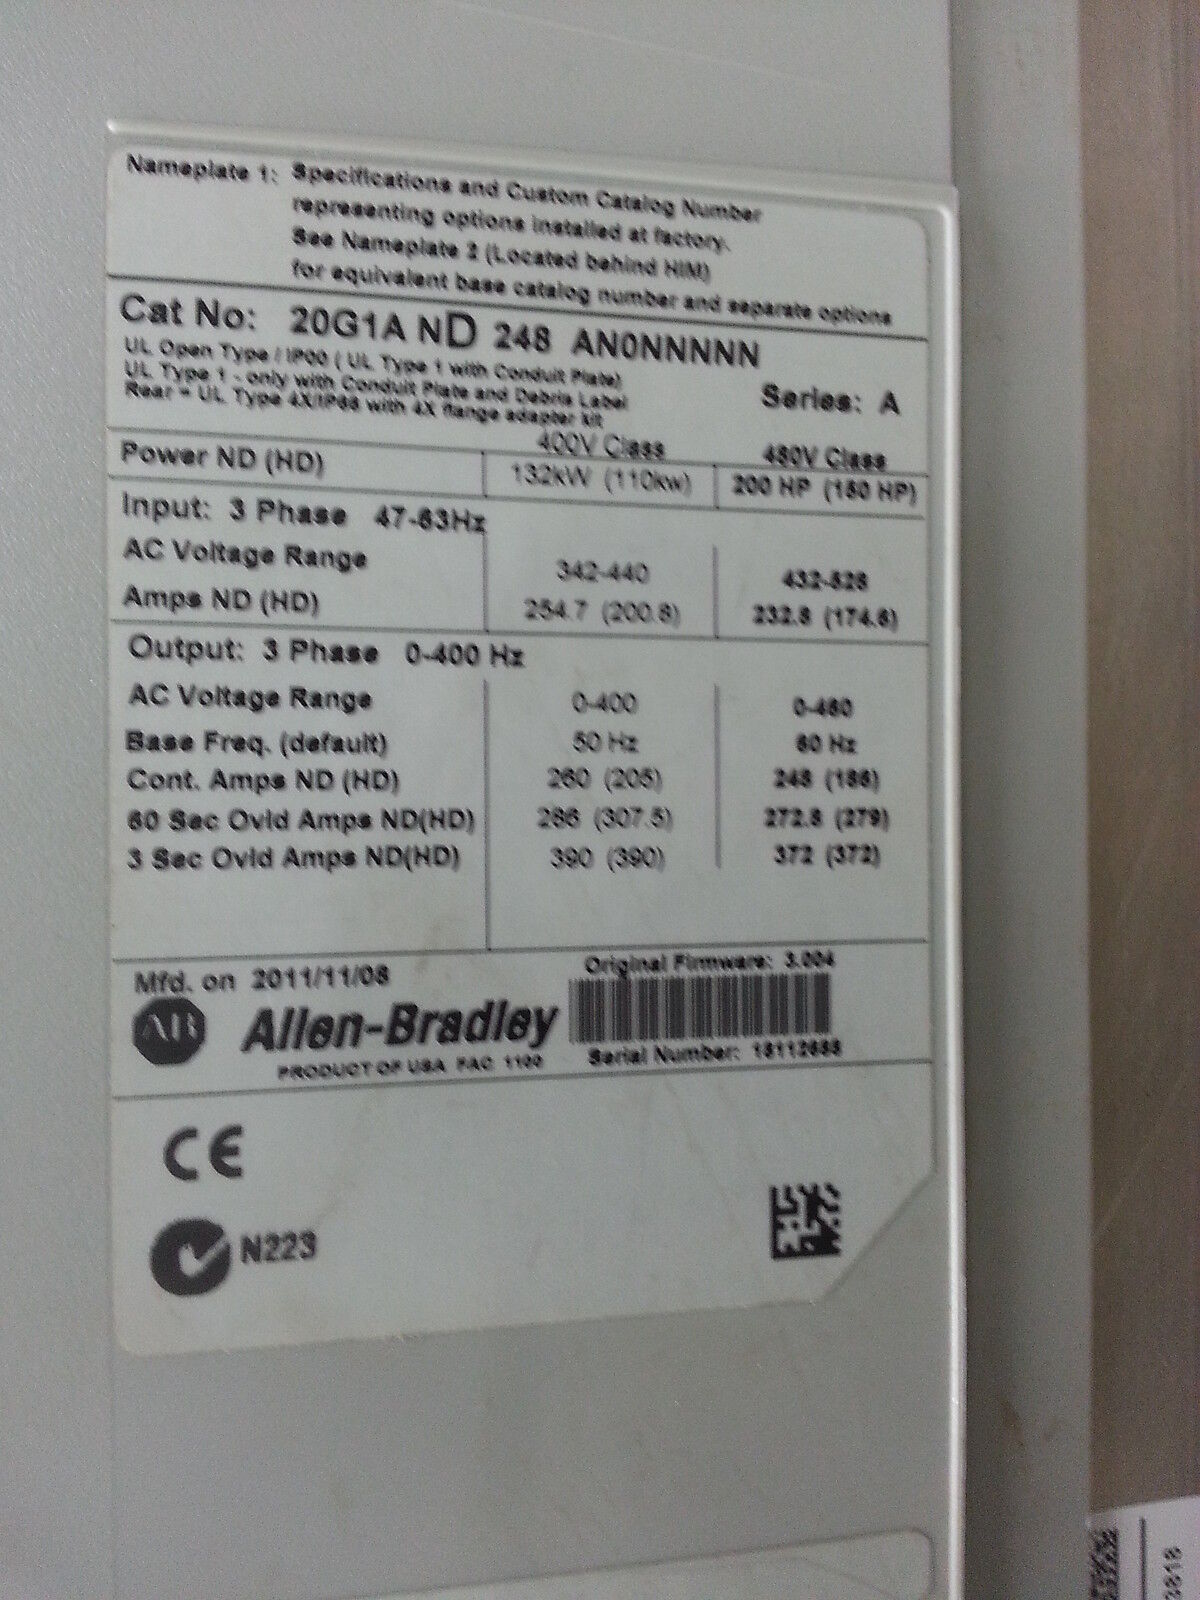 Nameplate 1: Specifications and Custom Catalog Number
representing options installed at factory.
See Nameplate 2 (Located behind HIM)
for equivalent base catalog number and separate options
Cat No: 20G1A ND 248 AN0NNNNN
UL Open Type / IP00 ( UL Type 1 with Conduit Plate)
UL Type 1 - only with Conduit Plate and Debris Label
Rear = UL Type 4X/IP66 with 4X flange adapter kit
Series: A
400V Class 480V Class
Power ND (HD) 132kW (110kw) 200 HP (150 HP)
Input: 3 Phase 47-63Hz
AC Voltage Range 342-440 432-528
Amps ND (HD) 254.7 (200.8) 232.8 (174.6)
Output: 3 Phase 0-400 Hz
AC Voltage Range 0-400 0-460
Base Freq. (default) 50 Hz 60 Hz
Cont. Amps ND (HD) 260 (205) 248 (186)
60 Sec Ovld Amps ND(HD) 286 (307.5) 272.8 (279)
3 Sec Ovld Amps ND(HD) 390 (390) 372 (372)
Mfd. on 2011/11/08
Original Firmware: 3.004
AB Allen-Bradley
PRODUCT OF USA FAC 1100
Serial Number:
CE
N223